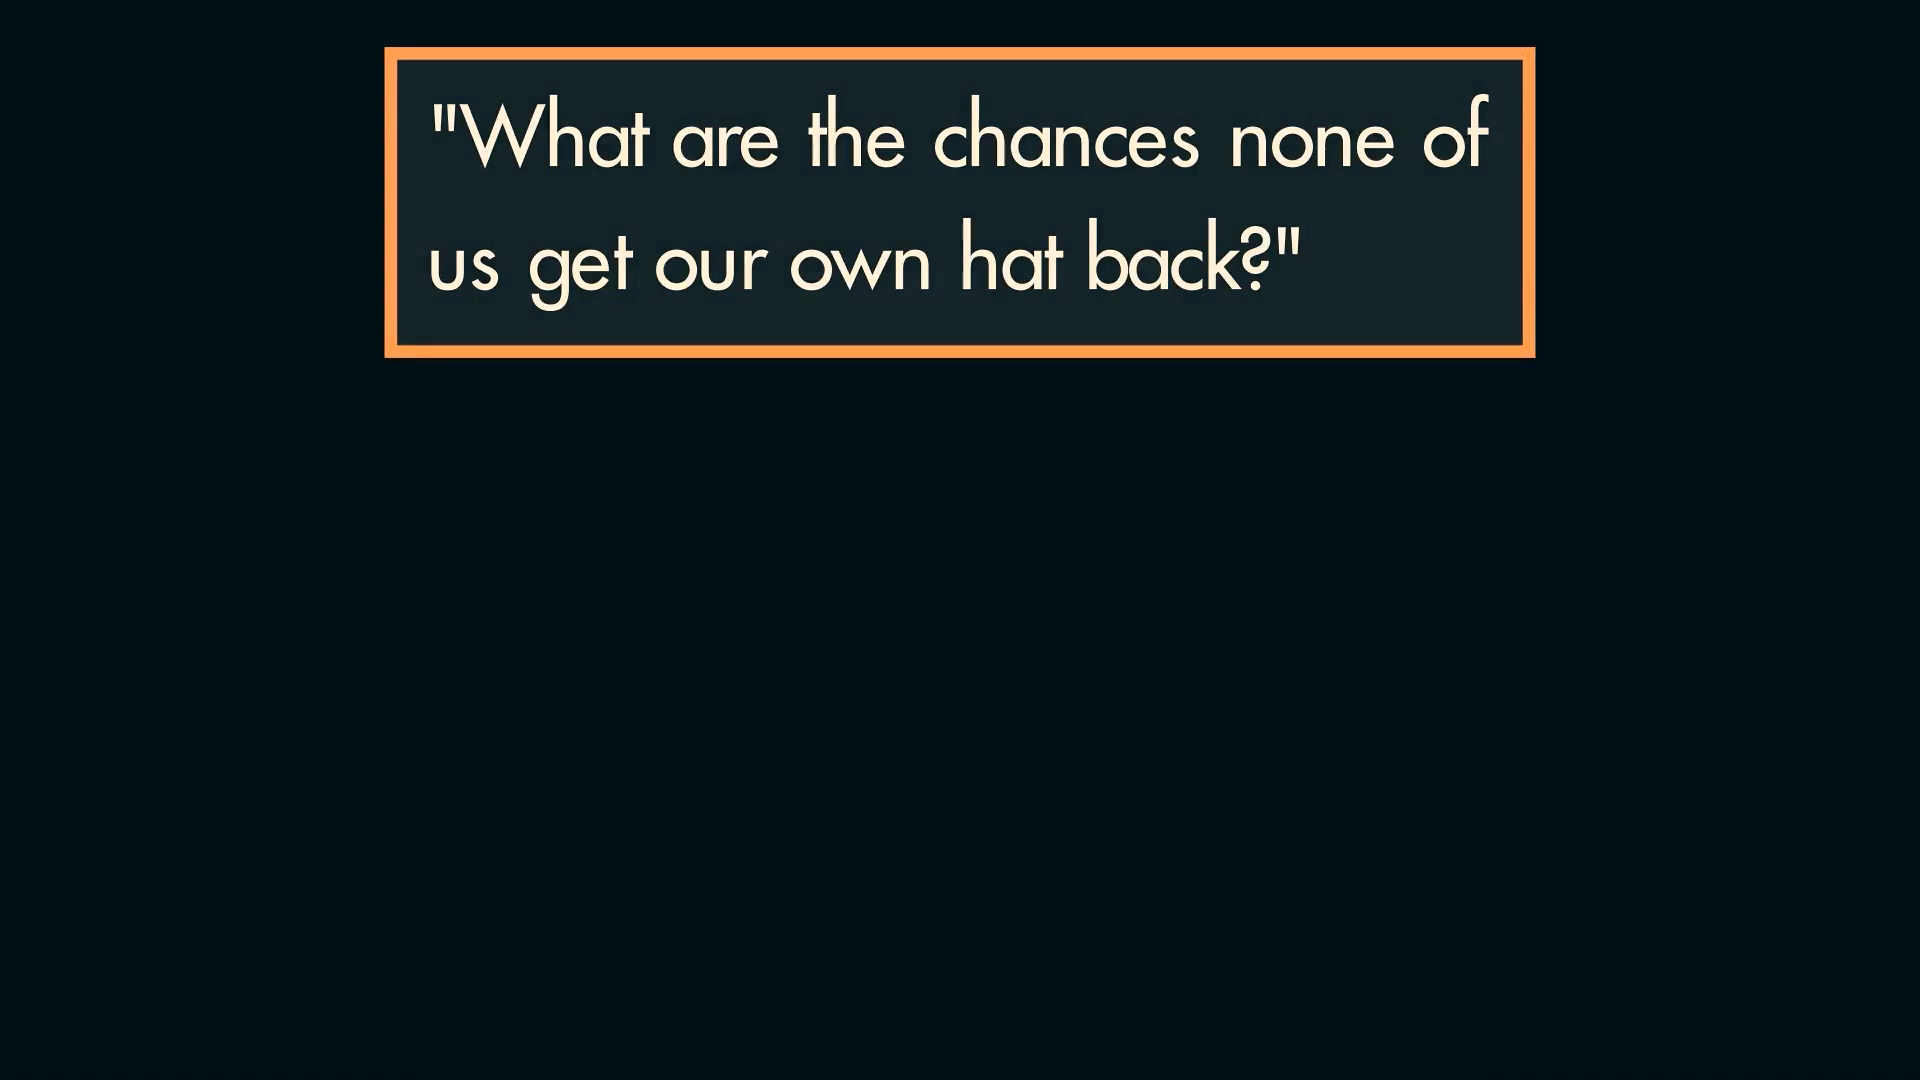 "What are the chances none of
us get our own hat back?"